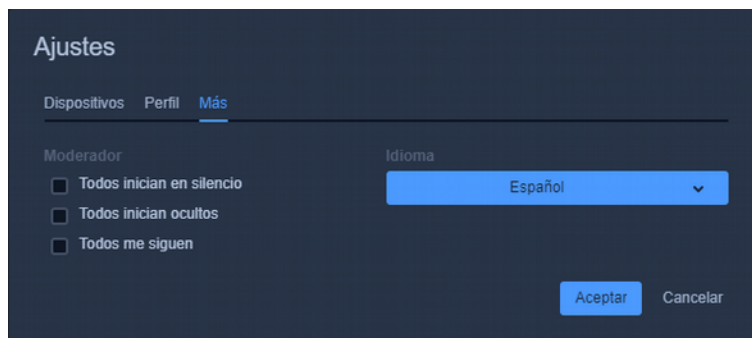 Ajustes
Dispositivos Perfil Más
Moderador
Todos inician en silencio
Todos inician ocultos
Todos me siguen
Idioma
Español
Aceptar Cancelar